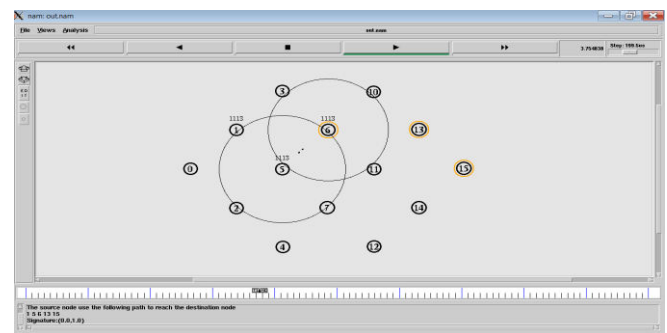 nam: out.nam
File Views Analysis
out.nam
3.754838
Step: 199.5us
3
10
1113
1113
1
6
13
1113
0
5
11
15
2
7
14
4
12
The source node use the following path to reach the destination node
1 5 6 13 15
Signature:(0.0,1.0)